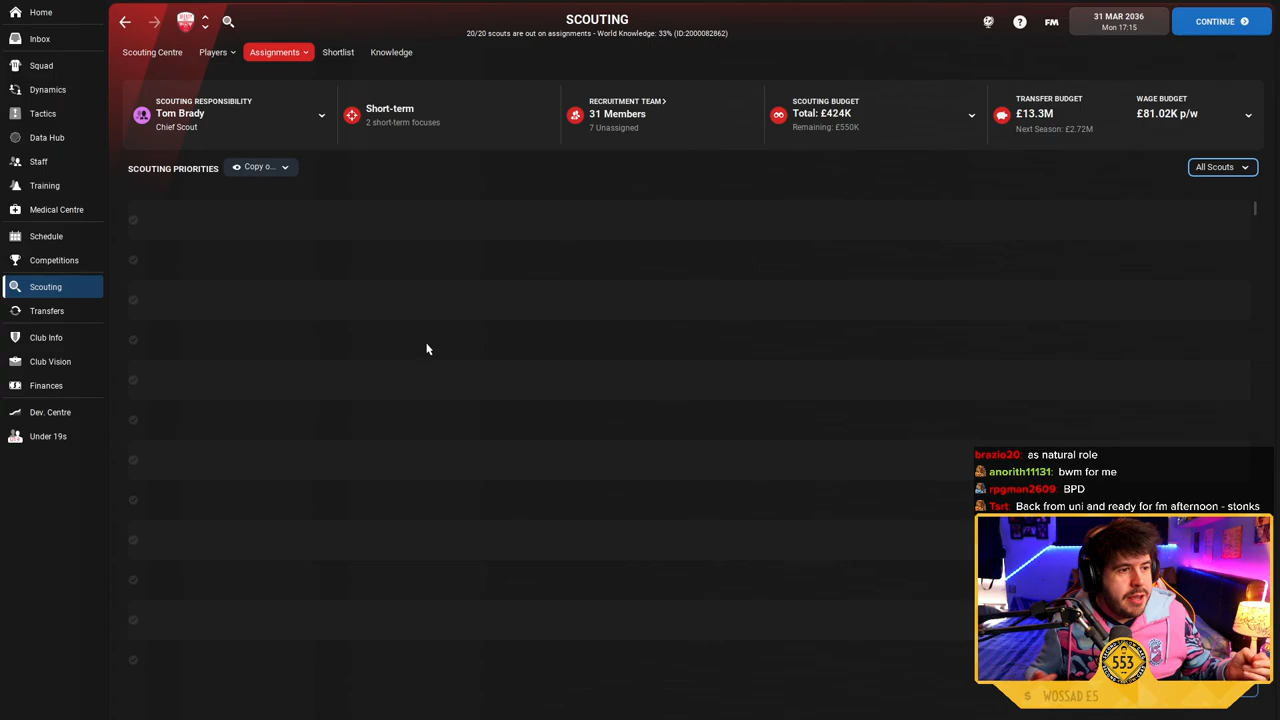 Home
Inbox
Squad
Dynamics
Tactics
Data Hub
Staff
Training
Medical Centre
Schedule
Competitions
Scouting
Transfers
Club Info
Club Vision
Finances
Dev. Centre
Under 19s
SCOUTING
20/20 scouts are out on assignments - World Knowledge: 33% (ID:2000082862)
FM
31 MAR 2036
Mon 17:15
CONTINUE
Scouting Centre
Players
Assignments
Shortlist
Knowledge
SCOUTING RESPONSIBILITY
Tom Brady
Chief Scout
Short-term
2 short-term focuses
RECRUITMENT TEAM
31 Members
7 Unassigned
SCOUTING BUDGET
Total: £424K
Remaining: £550K
TRANSFER BUDGET
£13.3M
Next Season: £2.72M
WAGE BUDGET
£81.02K p/w
SCOUTING PRIORITIES
Copy o...
All Scouts
brazio20: as natural role
anorith11131: bwm for me
rpgman2609: BPD
Tsrt: Back from uni and ready for fm afternoon - stonks
553
$ WOSSAD £5